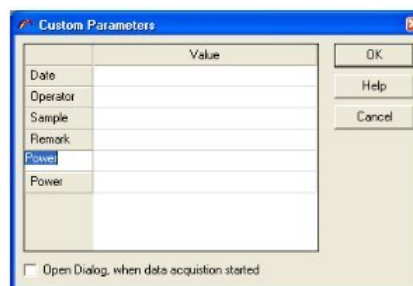 Custom Parameters
Value
OK
Date
Help
Operator
Sample
Cancel
Remark
Power
Power
Open Dialog, when data acquistion started